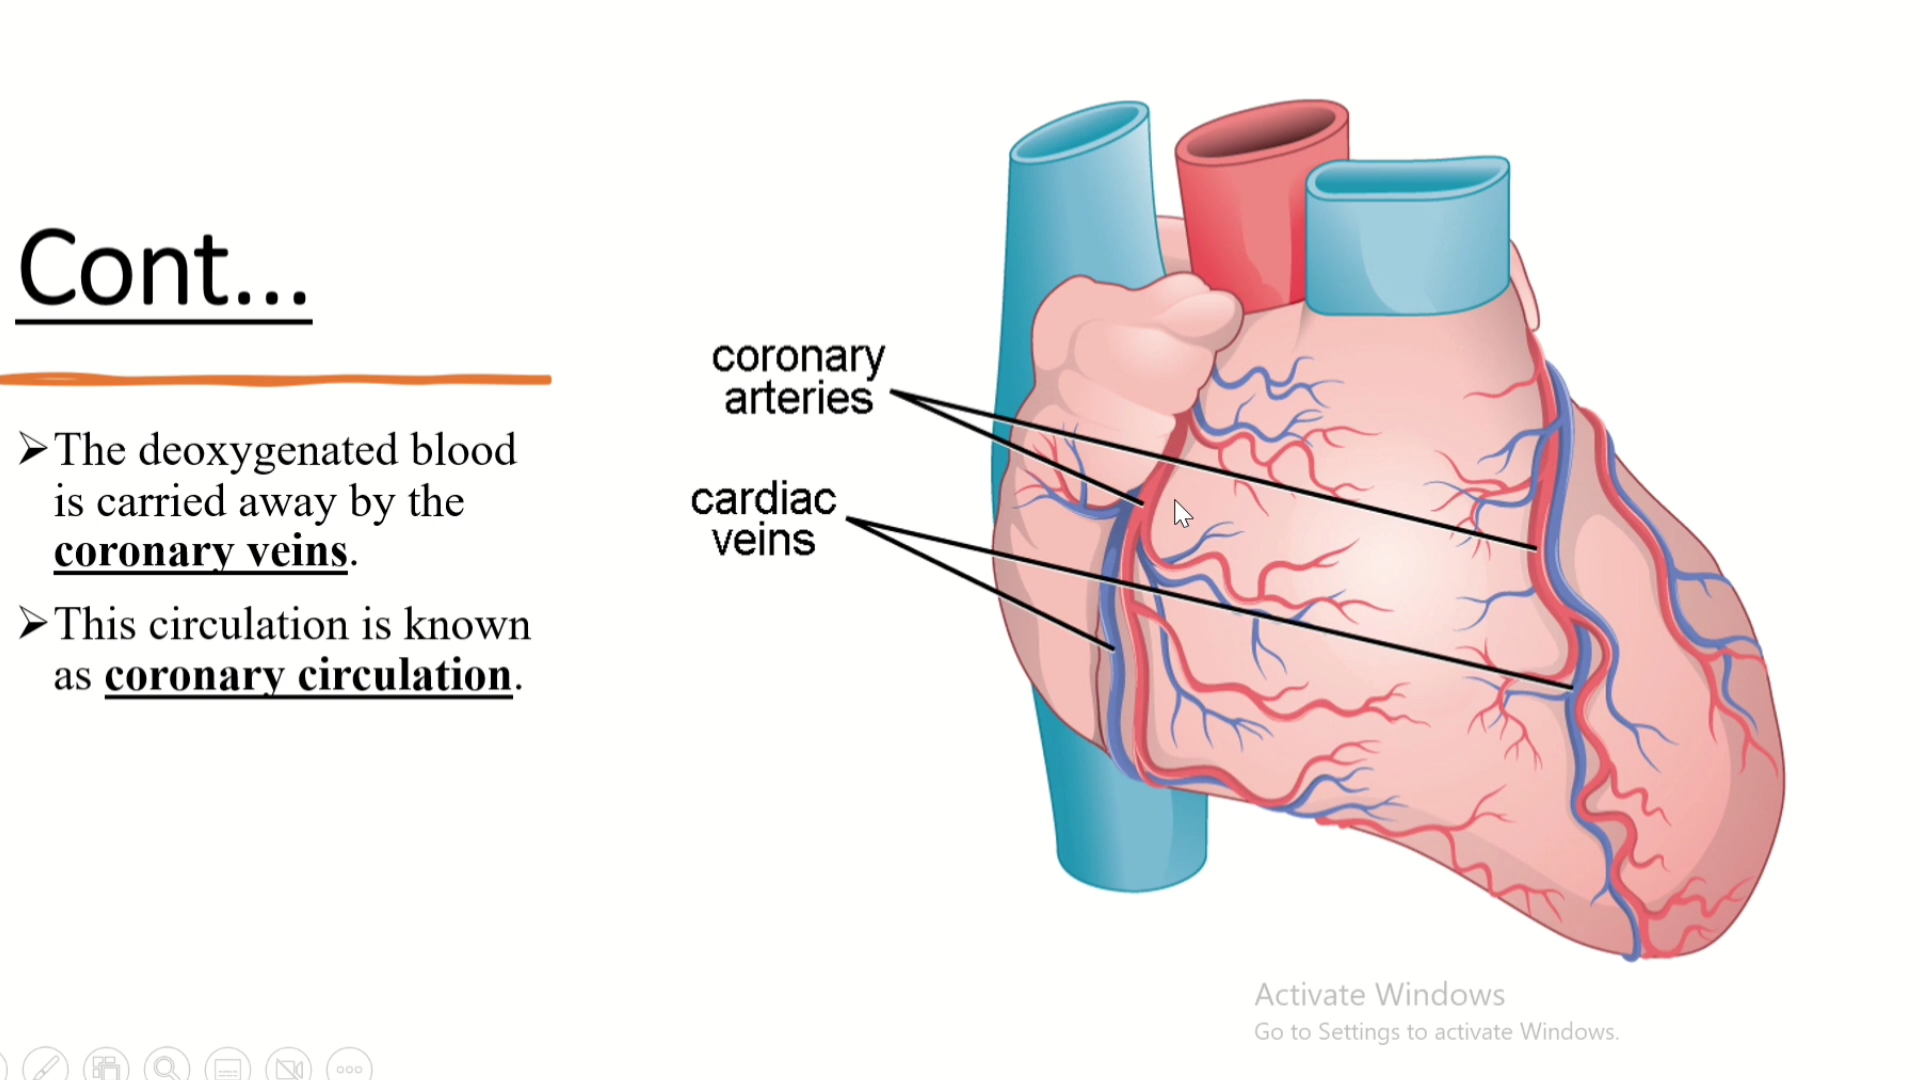 Cont...
➢The deoxygenated blood
is carried away by the
coronary veins.
➢This circulation is known
as coronary circulation.
coronary
arteries
cardiac
veins
Activate Windows
Go to Settings to activate Windows.